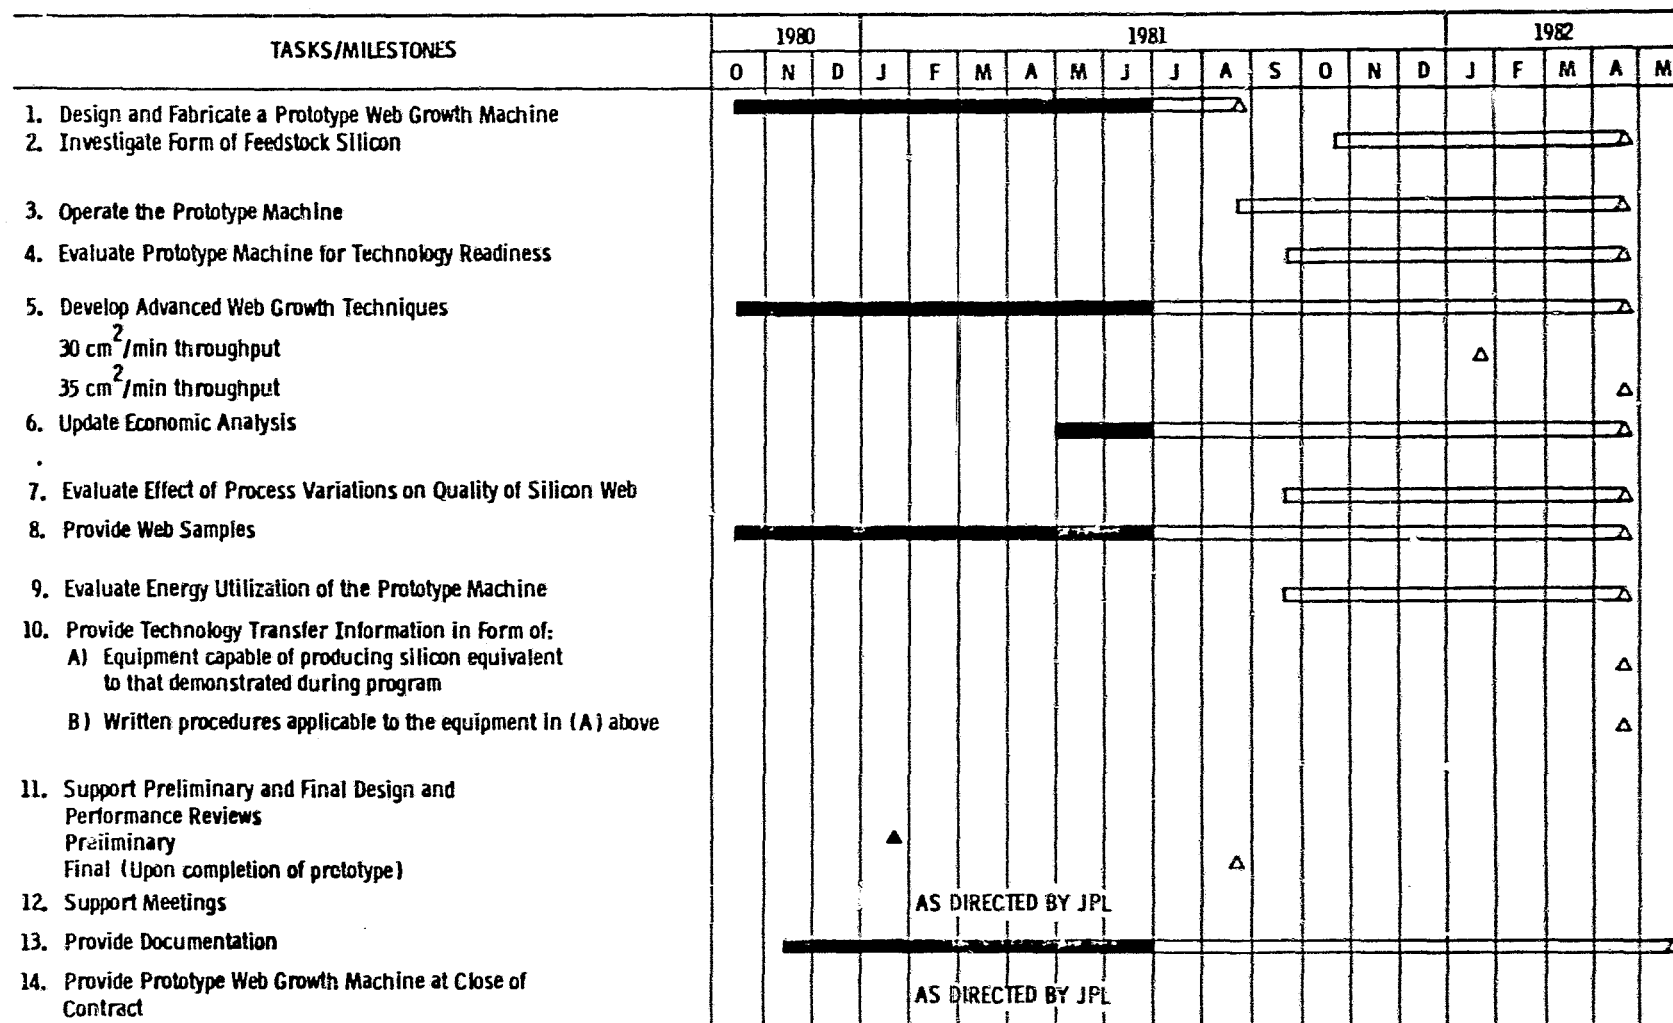 TASKS/MILESTONES
1980 1981 1982
O N D J F M A M J J A S O N D J F M A M
1. Design and Fabricate a Prototype Web Growth Machine
2. Investigate Form of Feedstock Silicon
3. Operate the Prototype Machine
4. Evaluate Prototype Machine for Technology Readiness
5. Develop Advanced Web Growth Techniques
30 cm²/min throughput
35 cm²/min throughput
6. Update Economic Analysis
7. Evaluate Effect of Process Variations on Quality of Silicon Web
8. Provide Web Samples
9. Evaluate Energy Utilization of the Prototype Machine
10. Provide Technology Transfer Information in Form of:
A) Equipment capable of producing silicon equivalent
to that demonstrated during program
B) Written procedures applicable to the equipment in (A) above
11. Support Preliminary and Final Design and
Performance Reviews
Preliminary
Final (Upon completion of prototype)
12. Support Meetings AS DIRECTED BY JPL
13. Provide Documentation
14. Provide Prototype Web Growth Machine at Close of
Contract AS DIRECTED BY JPL